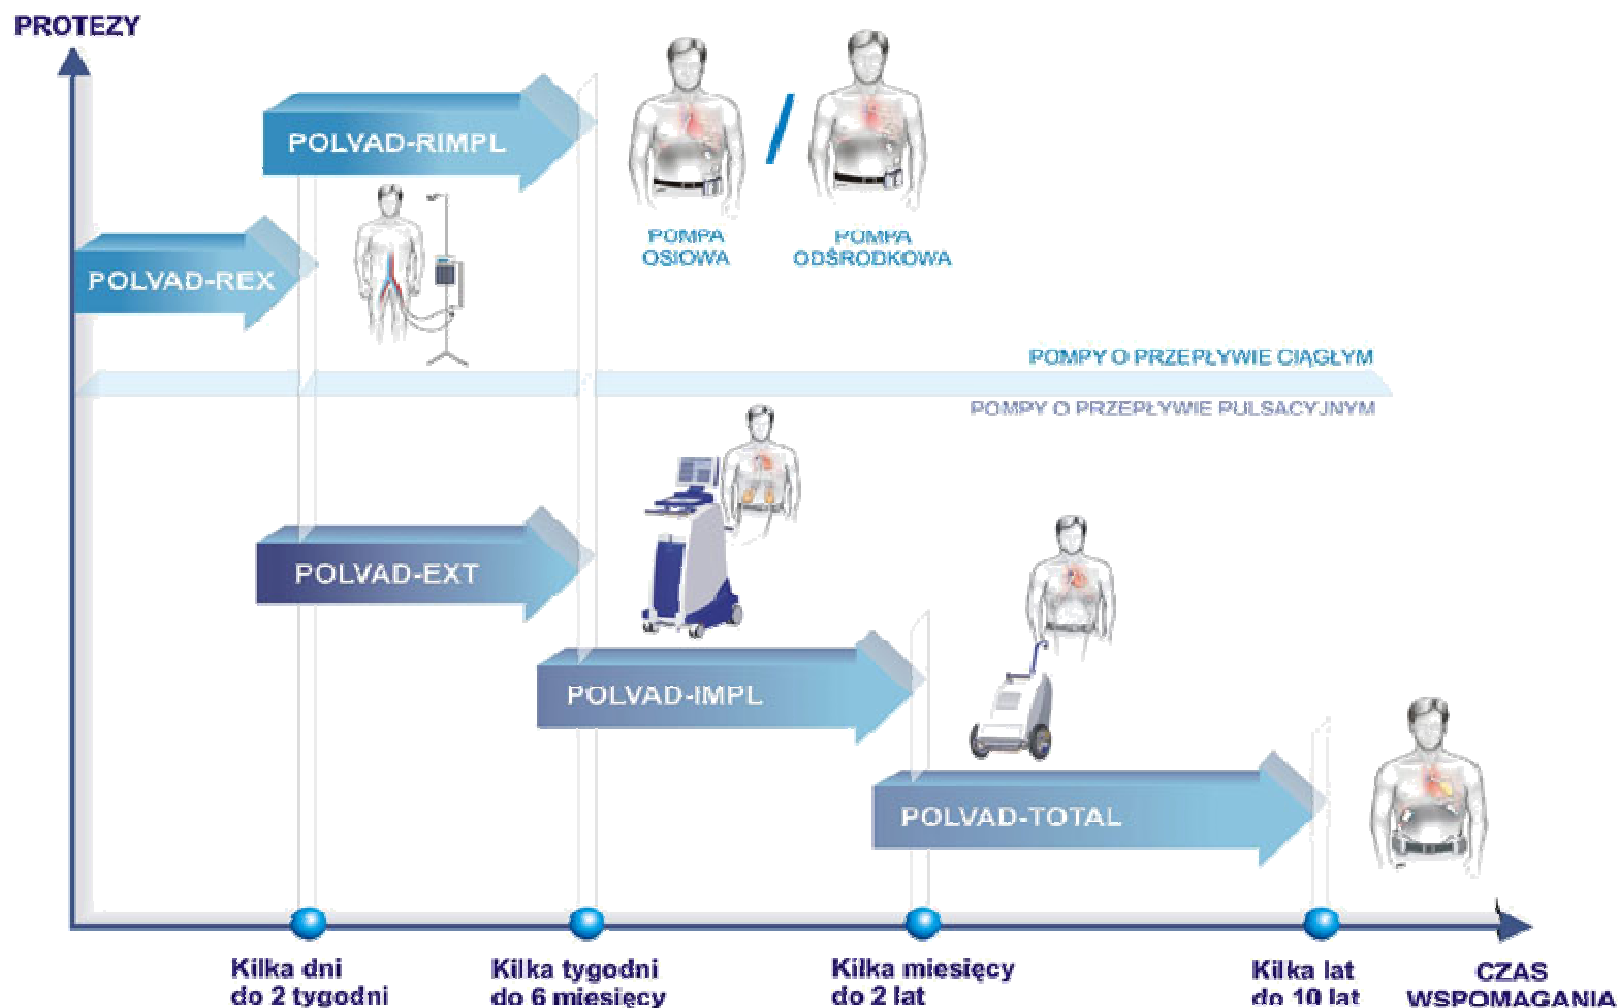 PROTEZY
POLVAD-RIMPL
POMPA
OSIOWA
POMPA
ODŚRODKOWA
POLVAD-REX
POMPY O PRZEPŁYWIE CIĄGŁYM
POMPY O PRZEPŁYWIE PULSACYJNYM
POLVAD-EXT
POLVAD-IMPL
POLVAD-TOTAL
Kilka dni
do 2 tygodni
Kilka tygodni
do 6 miesięcy
Kilka miesięcy
do 2 lat
Kilka lat
do 10 lat
CZAS
WSPOMAGANIA